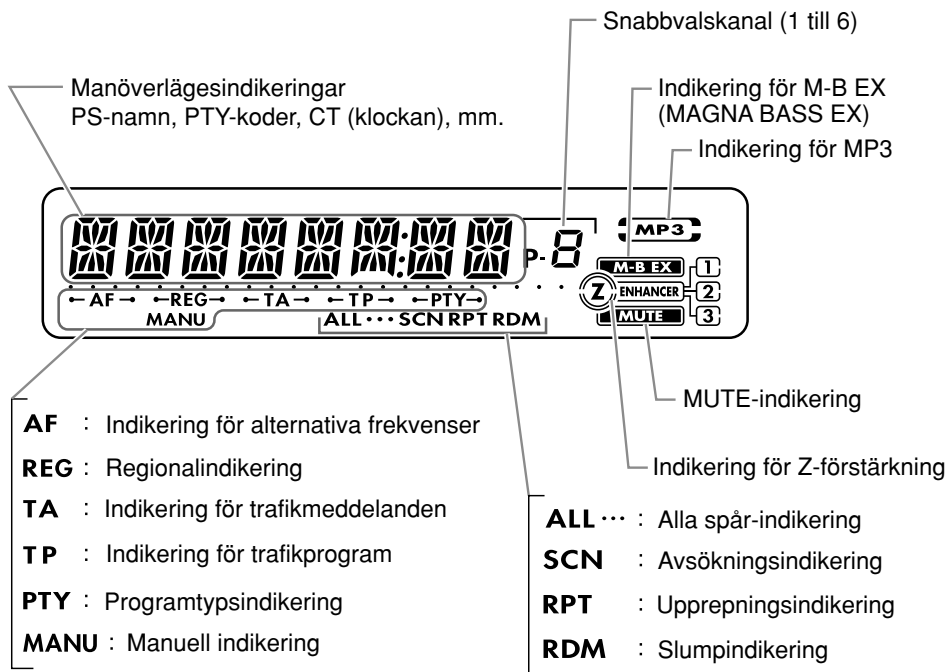 Snabbvalskanal (1 till 6)
Manöverlägesindikeringar
PS-namn, PTY-koder, CT (klockan), mm.
Indikering för M-B EX
(MAGNA BASS EX)
Indikering för MP3
MP3
P-8
M-B EX
1
Z ENHANCER
2
MUTE
3
AF REG TA TP PTY
MANU
ALL ··· SCN RPT RDM
MUTE-indikering
Indikering för Z-förstärkning
AF : Indikering för alternativa frekvenser
REG : Regionalindikering
TA : Indikering för trafikmeddelanden
TP : Indikering för trafikprogram
PTY : Programtypsindikering
MANU : Manuell indikering
ALL ··· : Alla spår-indikering
SCN : Avsökningsindikering
RPT : Upprepningsindikering
RDM : Slumpindikering